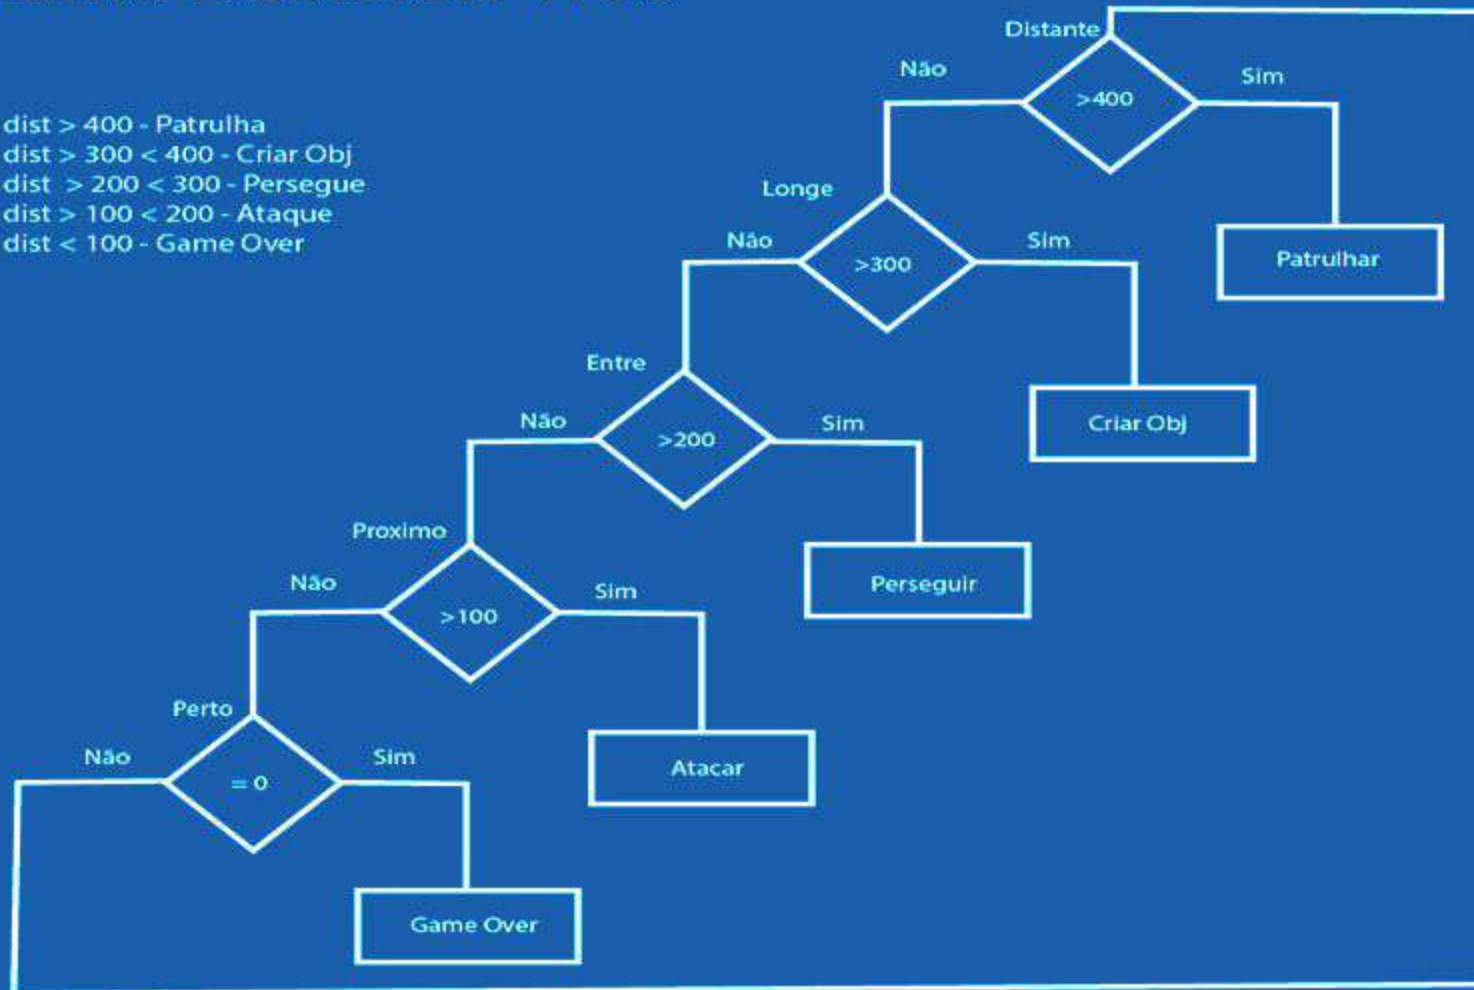 dist > 400 - Patrulha
dist > 300 < 400 - Criar Obj
dist > 200 < 300 - Persegue
dist > 100 < 200 - Ataque
dist < 100 - Game Over
Distante
Não
>400
Sim
Patrulhar
Longe
Não
>300
Sim
Criar Obj
Entre
Não
>200
Sim
Perseguir
Proximo
Não
>100
Sim
Atacar
Perto
Não
= 0
Sim
Game Over